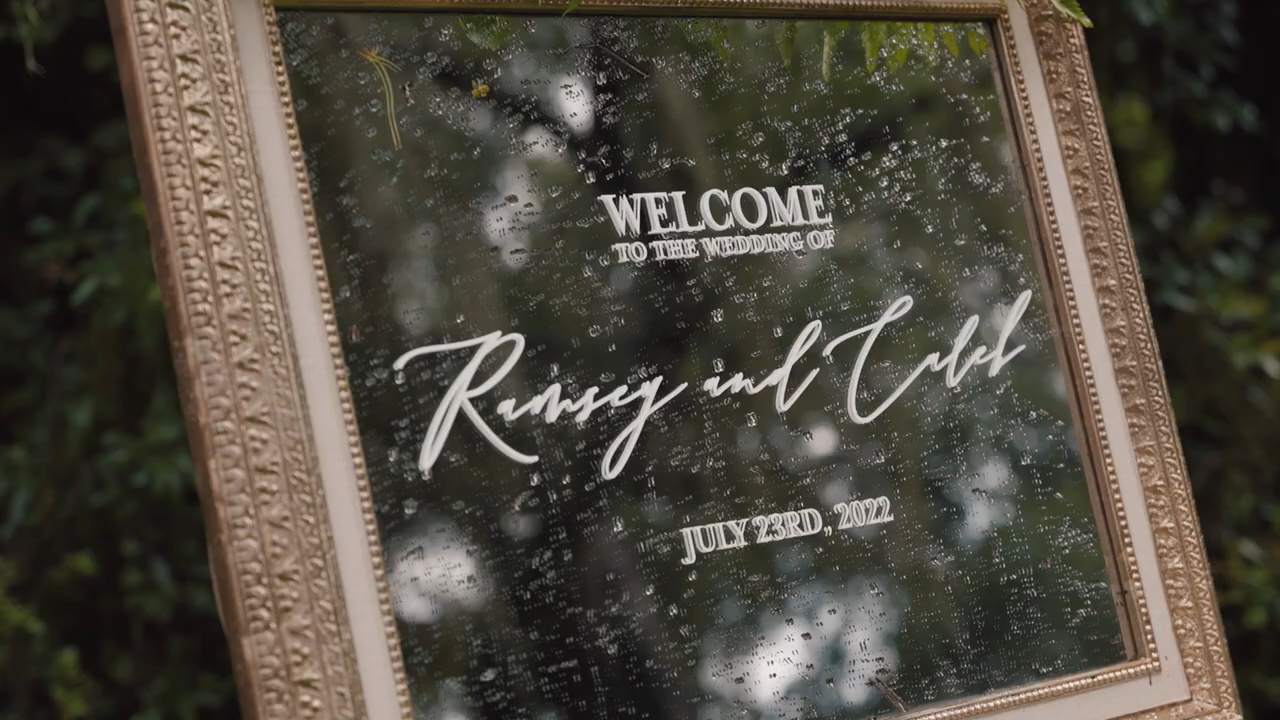 WELCOME
TO THE WEDDING OF
Ramsey and Caleb
JULY 23RD, 2022